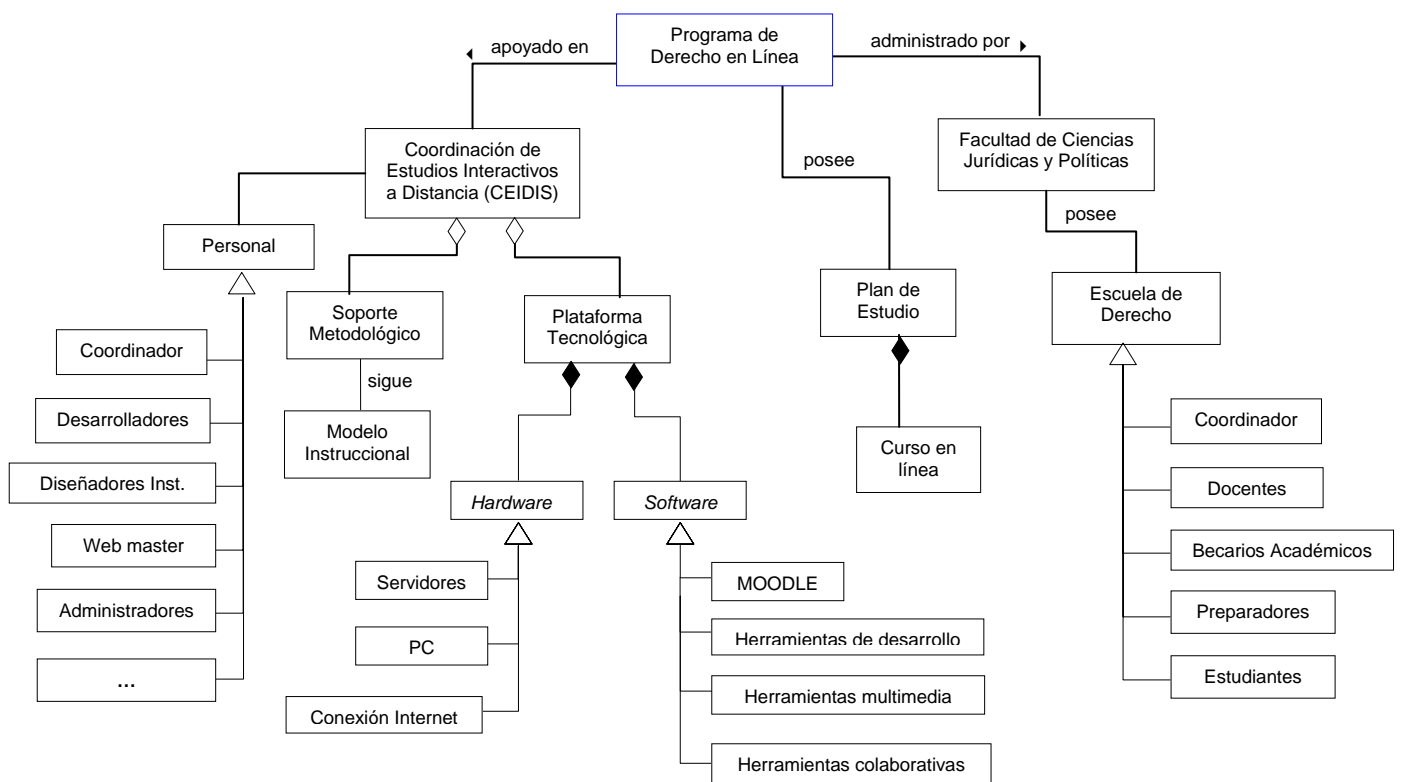 Programa de
Derecho en Línea
apoyado en
administrado por
Coordinación de
Estudios Interactivos
a Distancia (CEIDIS)
posee
Facultad de Ciencias
Jurídicas y Políticas
posee
Personal
Soporte
Metodológico
Plataforma
Tecnológica
Plan de
Estudio
Escuela de
Derecho
Coordinador
Desarrolladores
Diseñadores Inst.
Web master
Administradores
...
sigue
Modelo
Instruccional
Hardware
Servidores
PC
Conexión Internet
Software
MOODLE
Herramientas de desarrollo
Herramientas multimedia
Herramientas colaborativas
Curso en
línea
Coordinador
Docentes
Becarios Académicos
Preparadores
Estudiantes